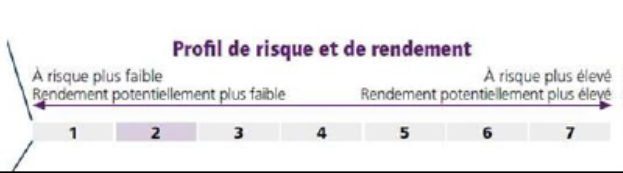 Profil de risque et de rendement
À risque plus faible À risque plus élevé
Rendement potentiellement plus faible Rendement potentiellement plus élevé
1 2 3 4 5 6 7